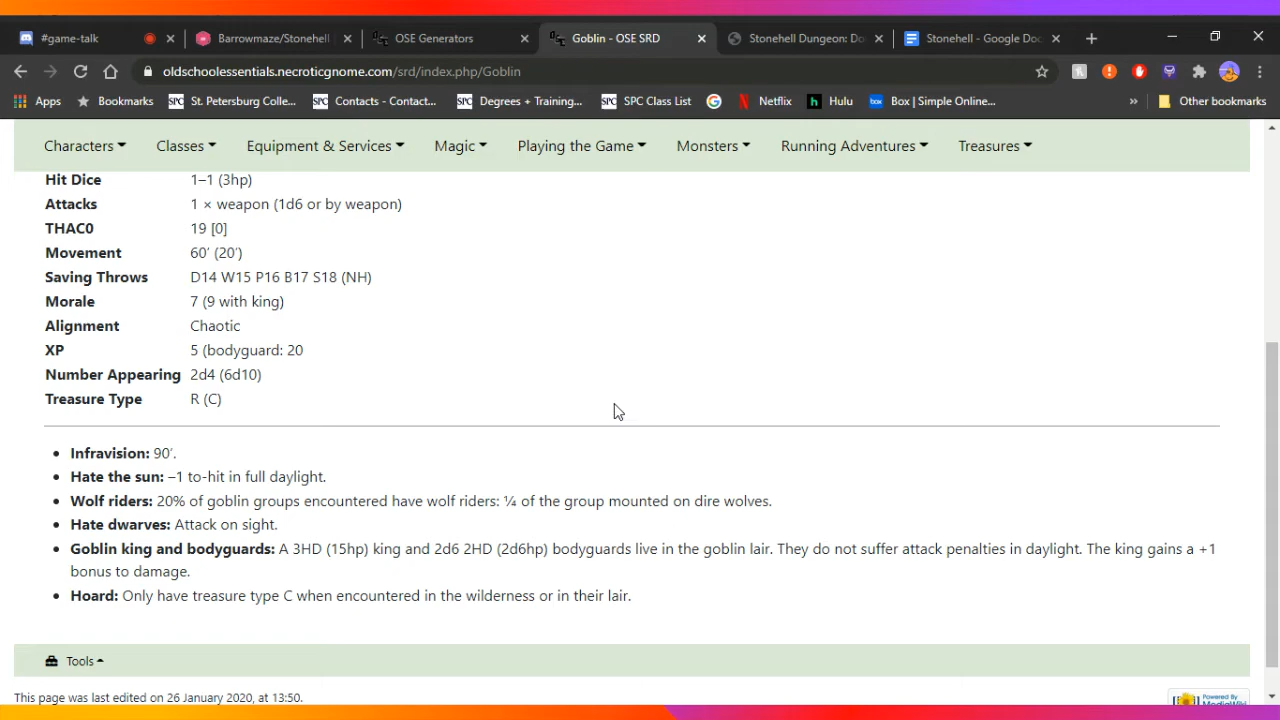 #game-talk
Barrowmaze/Stonehell
OSE Generators
Goblin - OSE SRD
Stonehell Dungeon: Do
Stonehell - Google Doc
oldschoolessentials.necroticgnome.com/srd/index.php/Goblin
Apps
Bookmarks
St. Petersburg Colle...
Contacts - Contact...
Degrees + Training...
SPC Class List
Netflix
Hulu
Box | Simple Online...
»
Other bookmarks
Characters
Classes
Equipment & Services
Magic
Playing the Game
Monsters
Running Adventures
Treasures
Hit Dice 1–1 (3hp)
Attacks 1 × weapon (1d6 or by weapon)
THAC0 19 [0]
Movement 60’ (20’)
Saving Throws D14 W15 P16 B17 S18 (NH)
Morale 7 (9 with king)
Alignment Chaotic
XP 5 (bodyguard: 20
Number Appearing 2d4 (6d10)
Treasure Type R (C)
• Infravision: 90’.
• Hate the sun: –1 to-hit in full daylight.
• Wolf riders: 20% of goblin groups encountered have wolf riders: ¼ of the group mounted on dire wolves.
• Hate dwarves: Attack on sight.
• Goblin king and bodyguards: A 3HD (15hp) king and 2d6 2HD (2d6hp) bodyguards live in the goblin lair. They do not suffer attack penalties in daylight. The king gains a +1
bonus to damage.
• Hoard: Only have treasure type C when encountered in the wilderness or in their lair.
Tools
This page was last edited on 26 January 2020, at 13:50.
Powered By
MediaWiki